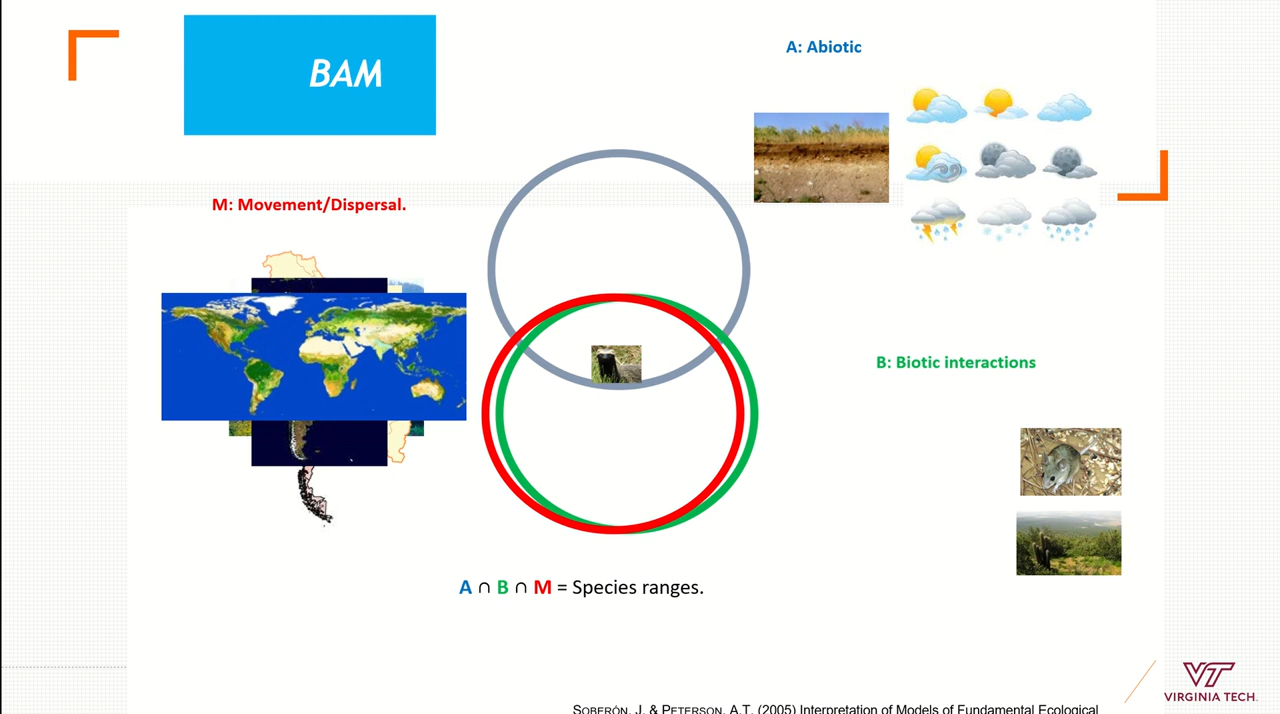 BAM
A: Abiotic
M: Movement/Dispersal.
B: Biotic interactions
A ∩ B ∩ M = Species ranges.
SOBERÓN, J. & PETERSON, A.T. (2005) Interpretation of Models of Fundamental Ecological
VT
VIRGINIA TECH.